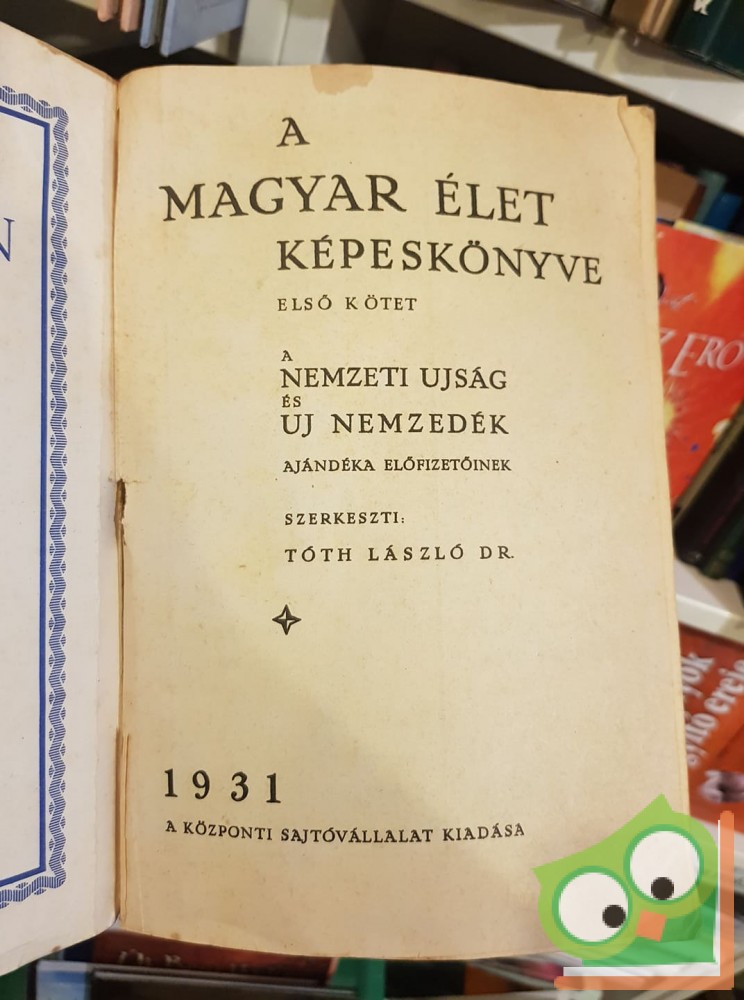 A
MAGYAR ÉLET
KÉPESKÖNYVE
ELSŐ KÖTET
A
NEMZETI UJSÁG
ÉS
UJ NEMZEDÉK
AJÁNDÉKA ELŐFIZETŐINEK
SZERKESZTI:
TÓTH LÁSZLÓ DR.
1931
A KÖZPONTI SAJTÓVÁLLALAT KIADÁSA
N